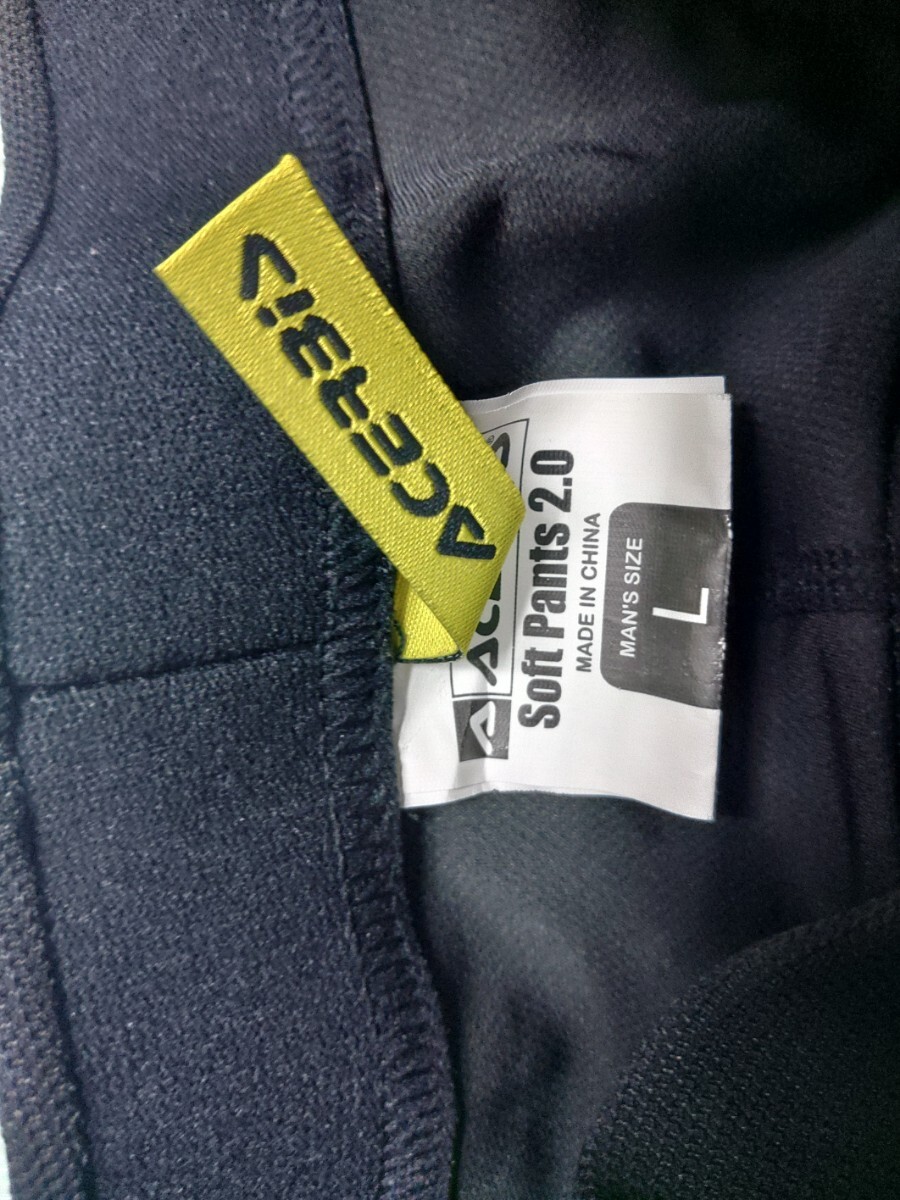 ACERBIS
Soft Pants 2.0
MADE IN CHINA
MAN'S SIZE
L